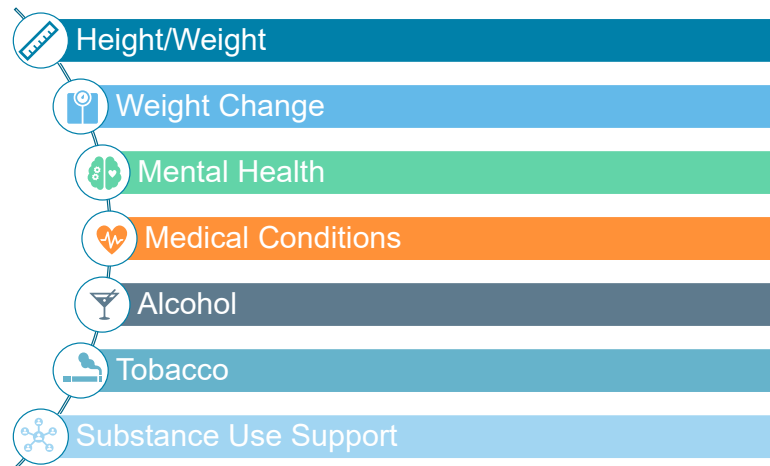 Height/Weight
Weight Change
Mental Health
Medical Conditions
Alcohol
Tobacco
Substance Use Support